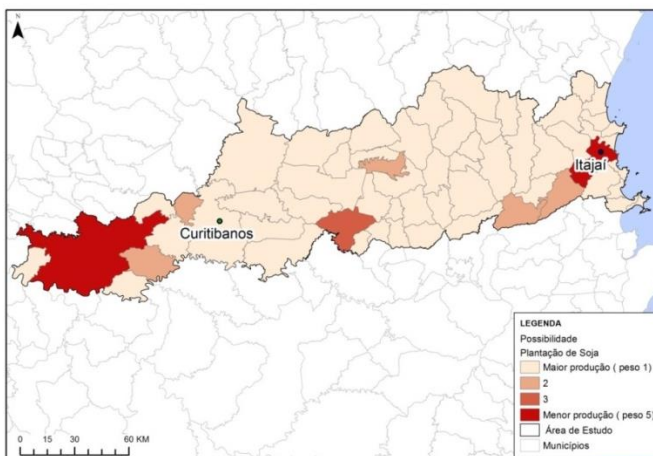 N
Itajaí
Curitibanos
LEGENDA
Possibilidade
Plantação de Soja
Maior produção ( peso 1)
2
3
Menor produção ( peso 5)
Área de Estudo
Municípios
0 15 30 60 KM